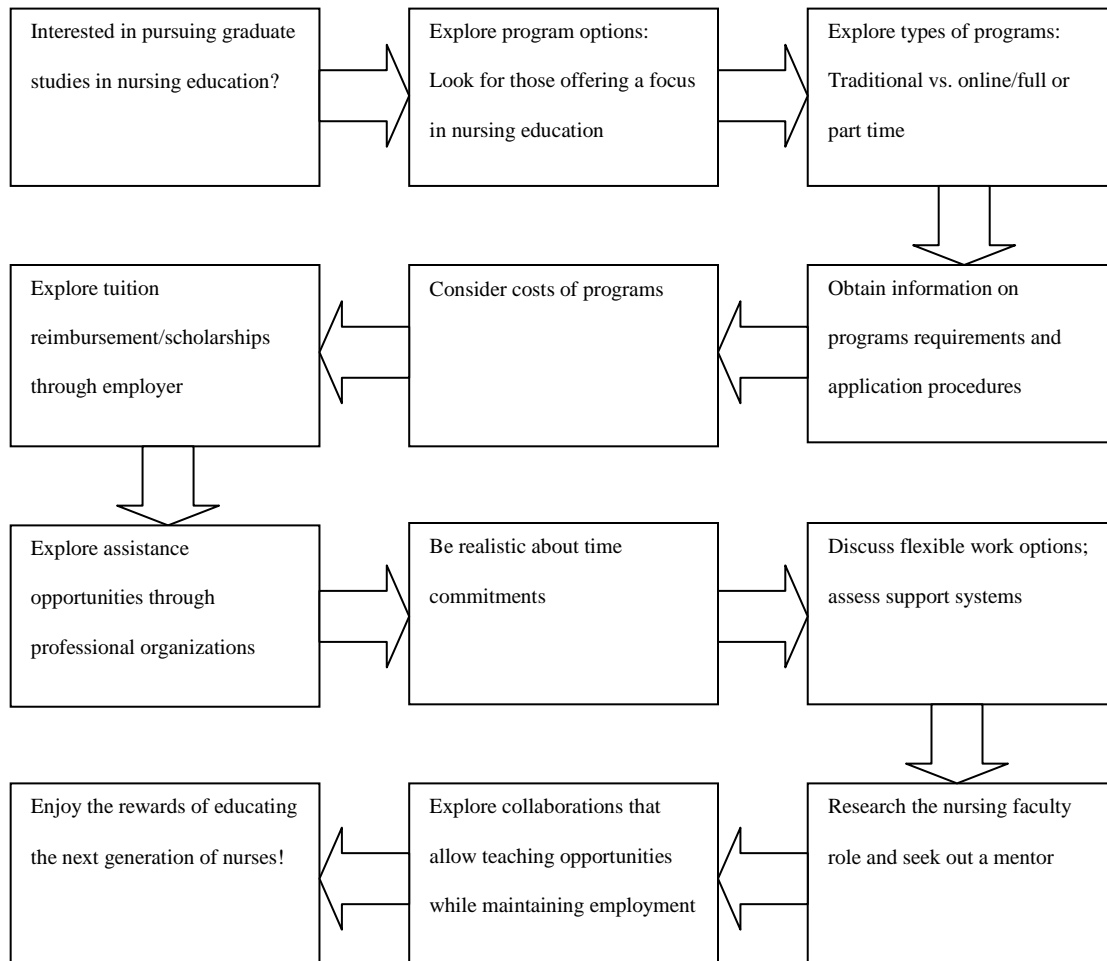 Interested in pursuing graduate
studies in nursing education?
Explore program options:
Look for those offering a focus
in nursing education
Explore types of programs:
Traditional vs. online/full or
part time
Obtain information on
programs requirements and
application procedures
Consider costs of programs
Explore tuition
reimbursement/scholarships
through employer
Explore assistance
opportunities through
professional organizations
Be realistic about time
commitments
Discuss flexible work options;
assess support systems
Research the nursing faculty
role and seek out a mentor
Explore collaborations that
allow teaching opportunities
while maintaining employment
Enjoy the rewards of educating
the next generation of nurses!